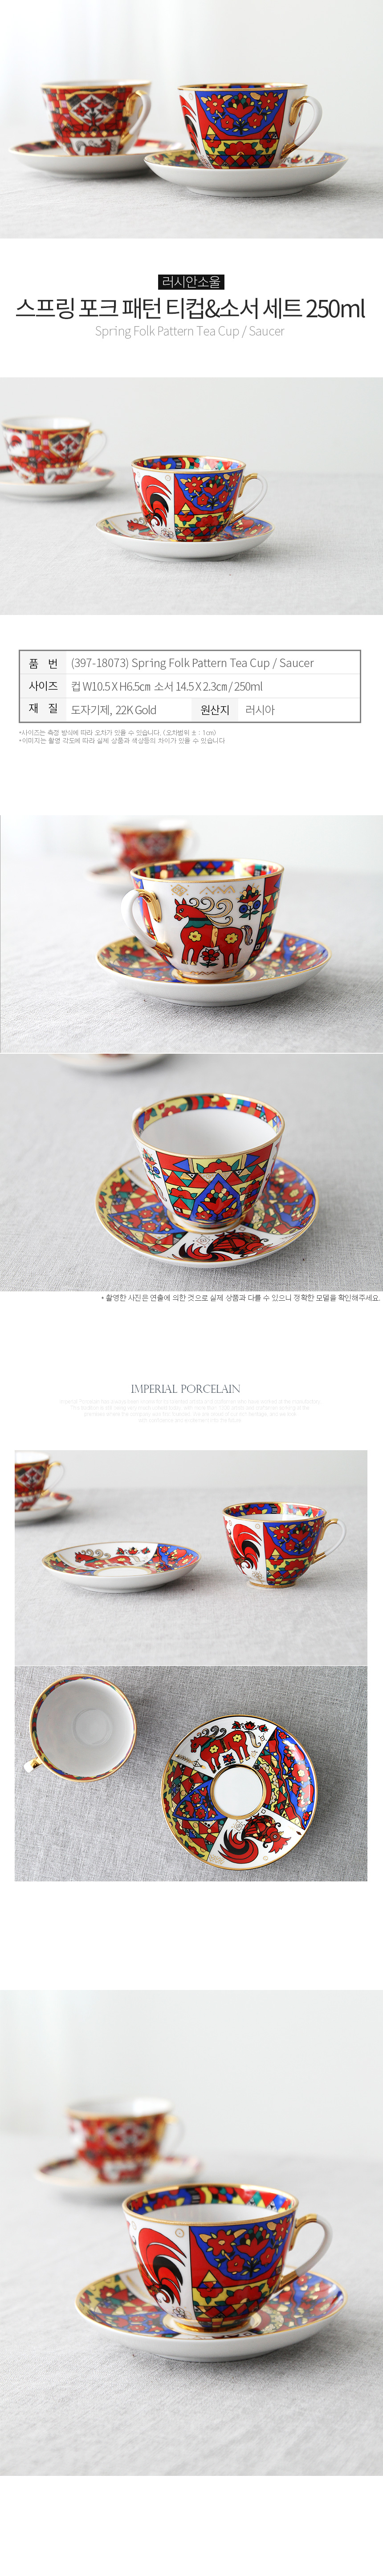 러시안소울
스프링 포크 패턴 티컵&소서 세트 250ml
Spring Folk Pattern Tea Cup / Saucer
품 번 (397-18073) Spring Folk Pattern Tea Cup / Saucer
사이즈 컵 W10.5 X H6.5㎝ 소서 14.5 X 2.3㎝ / 250ml
재 질 도자기제, 22K Gold 원산지 러시아
*사이즈는 측정 방식에 따라 오차가 있을 수 있습니다. (오차범위 ± : 1cm)
*이미지는 촬영 각도에 따라 실제 상품과 색상등의 차이가 있을 수 있습니다
* 촬영한 사진은 연출에 의한 것으로 실제 상품과 다를 수 있으니 정확한 모델을 확인해주세요.
IMPERIAL PORCELAIN